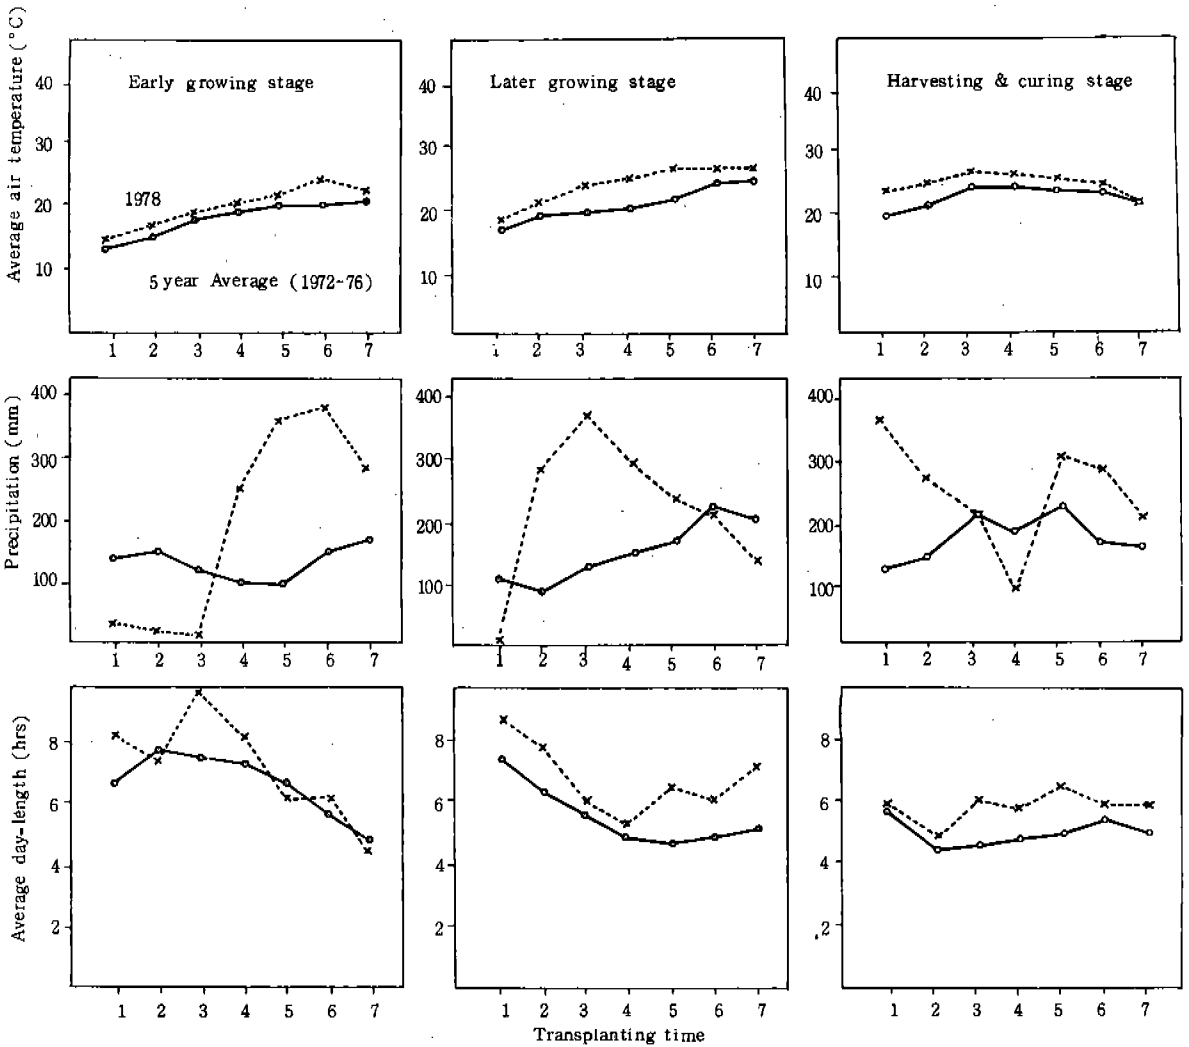 Average air temperature (°C)
Early growing stage
40
30
20
10
1978
5 year Average (1972-76)
1 2 3 4 5 6 7
Later growing stage
40
30
20
10
1 2 3 4 5 6 7
Harvesting & curing stage
40
30
20
10
1 2 3 4 5 6 7
Precipitation (mm)
400
300
200
100
1 2 3 4 5 6 7
400
300
200
100
1 2 3 4 5 6 7
400
300
200
100
1 2 3 4 5 6 7
Average day-length (hrs)
8
6
4
2
1 2 3 4 5 6 7
8
6
4
2
1 2 3 4 5 6 7
8
6
4
2
1 2 3 4 5 6 7
Transplanting time